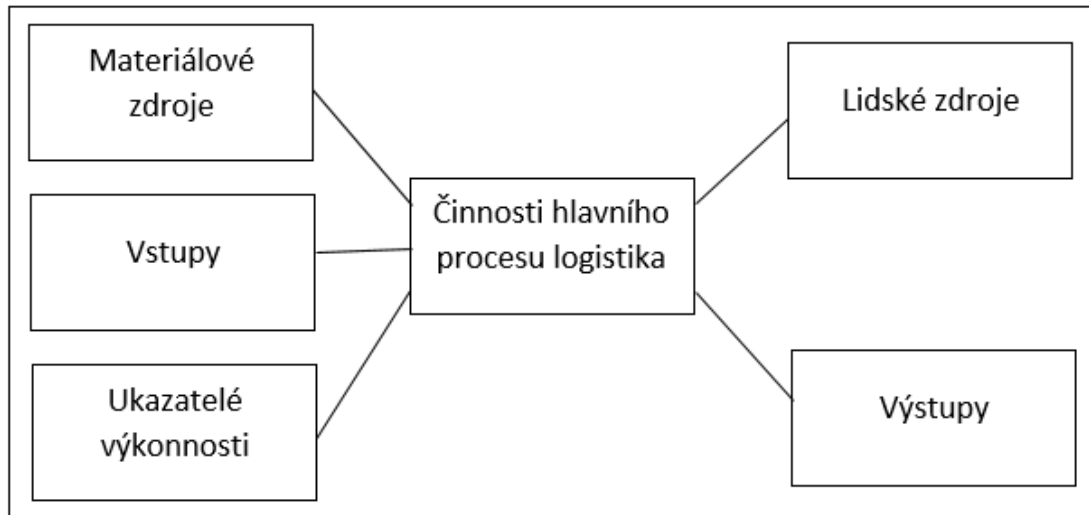 Materiálové
zdroje
Vstupy
Ukazatelé
výkonnosti
Činnosti hlavního
procesu logistika
Lidské zdroje
Výstupy